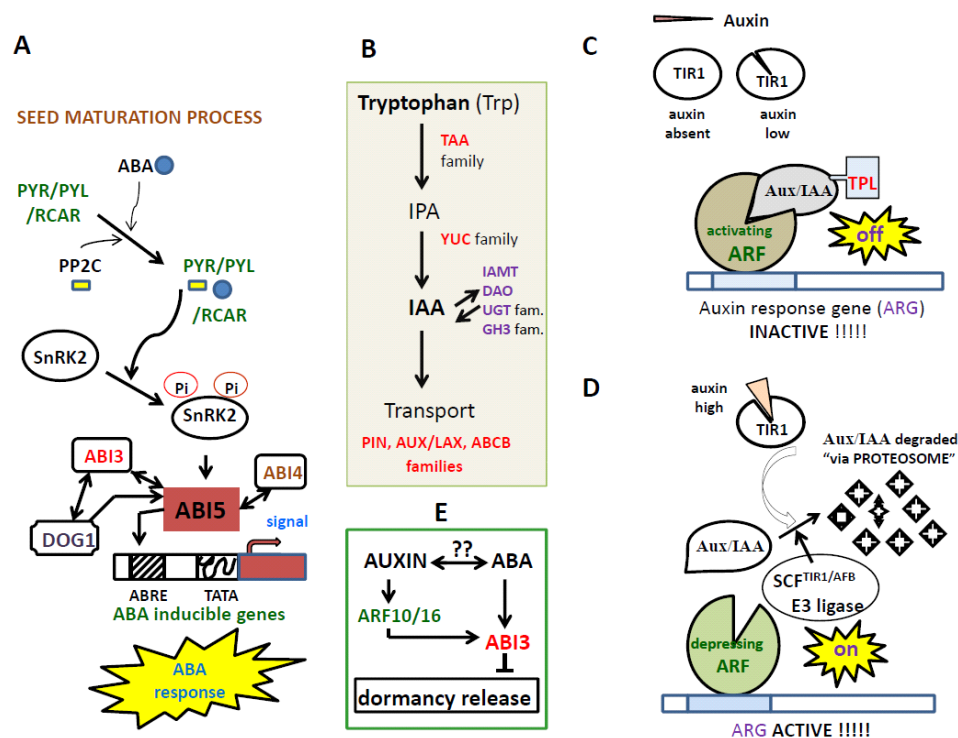 A
SEED MATURATION PROCESS
ABA
PYR/PYL
/RCAR
PP2C
PYR/PYL
/RCAR
SnRK2
Pi
Pi
SnRK2
ABI3
ABI4
ABI5
DOG1
signal
ABRE
TATA
ABA inducible genes
ABA
response
B
Tryptophan (Trp)
TAA
family
IPA
YUC family
IAA
IAMT
DAO
UGT fam.
GH3 fam.
Transport
PIN, AUX/LAX, ABCB
families
E
??
AUXIN
ABA
ARF10/16
ABI3
dormancy release
C
Auxin
TIR1
TIR1
auxin
absent
auxin
low
Aux/IAA
TPL
activating
ARF
off
Auxin response gene (ARG)
INACTIVE !!!!!
D
auxin
high
TIR1
Aux/IAA degraded
“via PROTEOSOME”
Aux/IAA
SCFTIR1/AFB
E3 ligase
depressing
ARF
on
ARG ACTIVE !!!!!